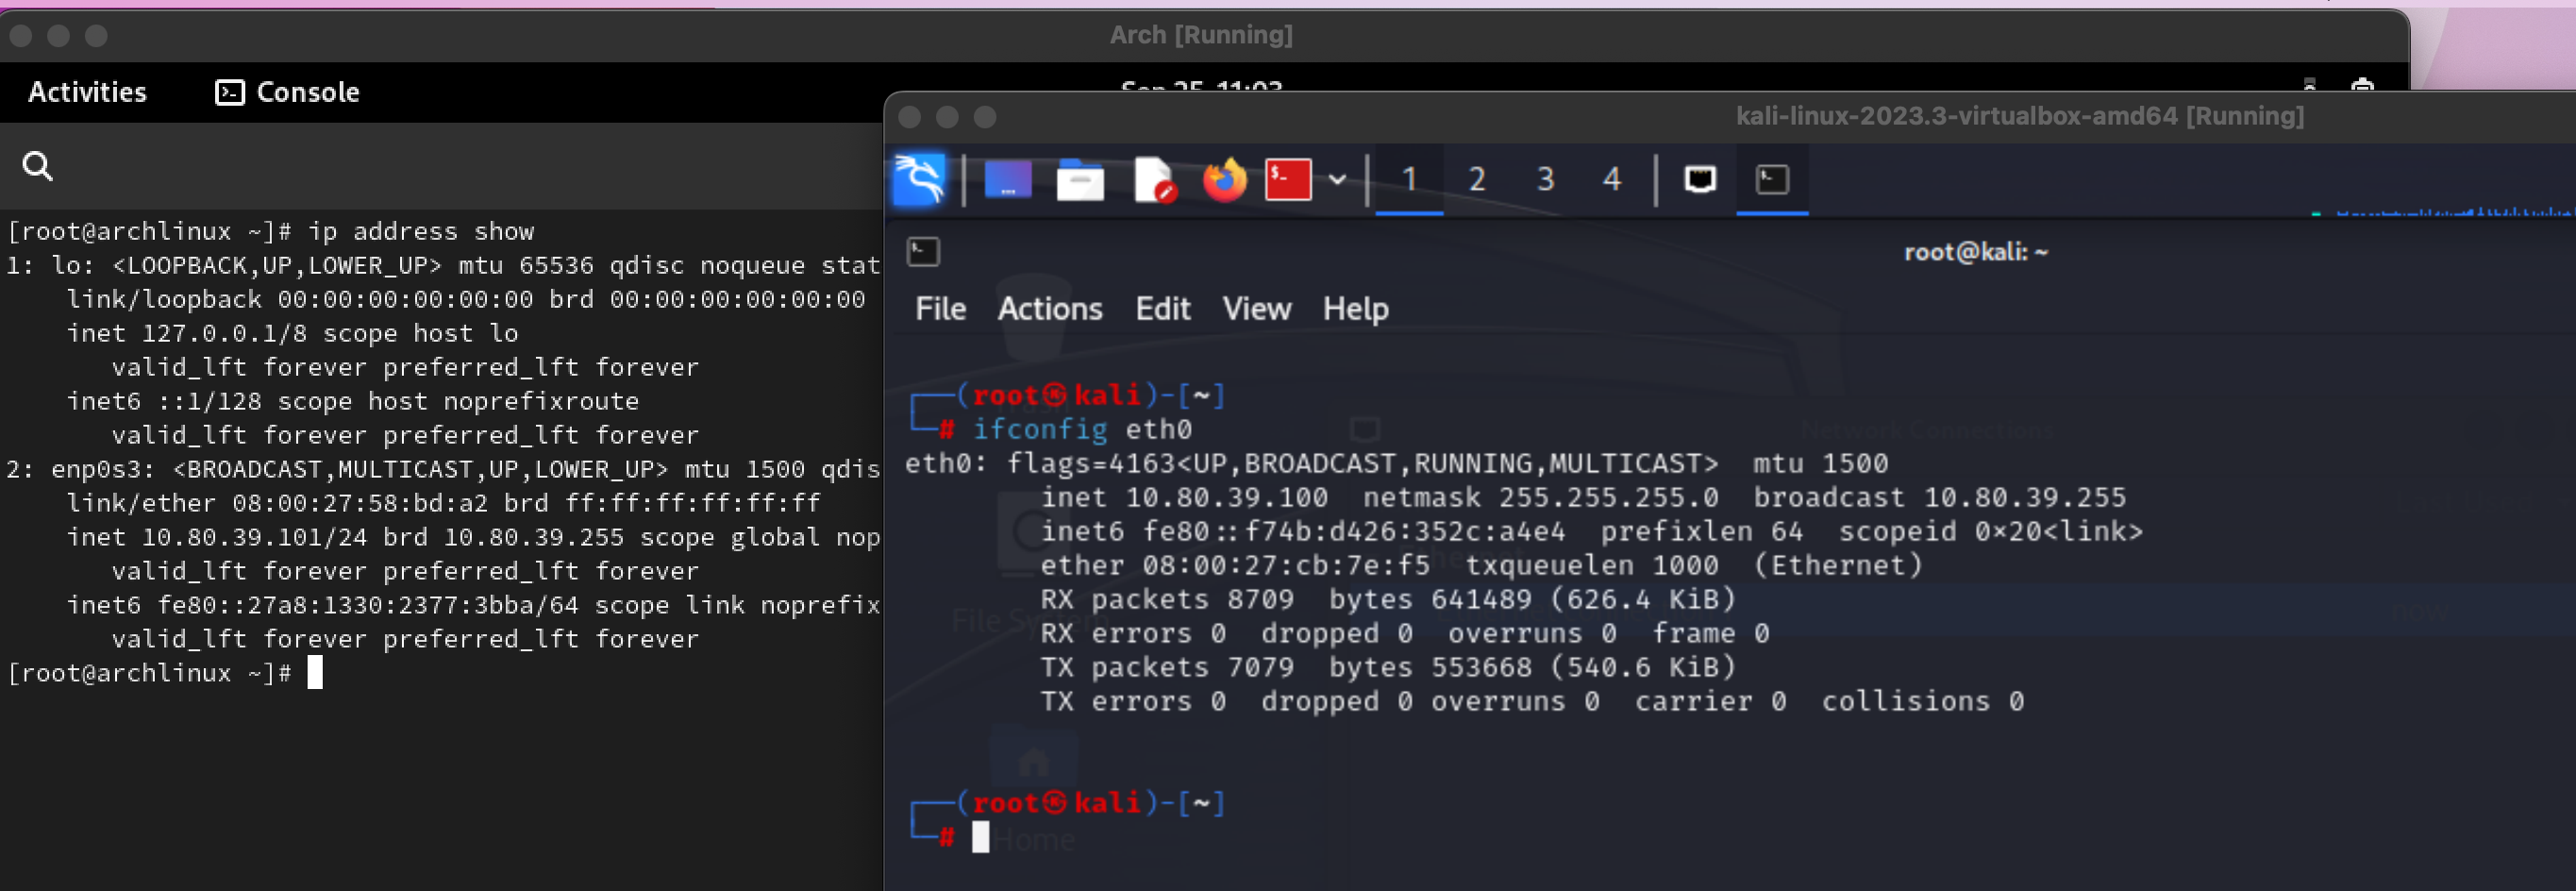 Arch [Running]
Activities
Console
Sep 25 11:03
[root@archlinux ~]# ip address show
1: lo: <LOOPBACK,UP,LOWER_UP> mtu 65536 qdisc noqueue stat
    link/loopback 00:00:00:00:00:00 brd 00:00:00:00:00:00
    inet 127.0.0.1/8 scope host lo
       valid_lft forever preferred_lft forever
    inet6 ::1/128 scope host noprefixroute
       valid_lft forever preferred_lft forever
2: enp0s3: <BROADCAST,MULTICAST,UP,LOWER_UP> mtu 1500 qdis
    link/ether 08:00:27:58:bd:a2 brd ff:ff:ff:ff:ff:ff
    inet 10.80.39.101/24 brd 10.80.39.255 scope global nop
       valid_lft forever preferred_lft forever
    inet6 fe80::27a8:1330:2377:3bba/64 scope link noprefix
       valid_lft forever preferred_lft forever
[root@archlinux ~]#
kali-linux-2023.3-virtualbox-amd64 [Running]
1 2 3 4
root@kali: ~
File Actions Edit View Help
┌──(root㉿kali)-[~]
└─# ifconfig eth0
eth0: flags=4163<UP,BROADCAST,RUNNING,MULTICAST>  mtu 1500
        inet 10.80.39.100  netmask 255.255.255.0  broadcast 10.80.39.255
        inet6 fe80::f74b:d426:352c:a4e4  prefixlen 64  scopeid 0×20<link>
        ether 08:00:27:cb:7e:f5  txqueuelen 1000  (Ethernet)
        RX packets 8709  bytes 641489 (626.4 KiB)
        RX errors 0  dropped 0  overruns 0  frame 0
        TX packets 7079  bytes 553668 (540.6 KiB)
        TX errors 0  dropped 0 overruns 0  carrier 0  collisions 0
┌──(root㉿kali)-[~]
└─#
Network Connections
File System
now
Home